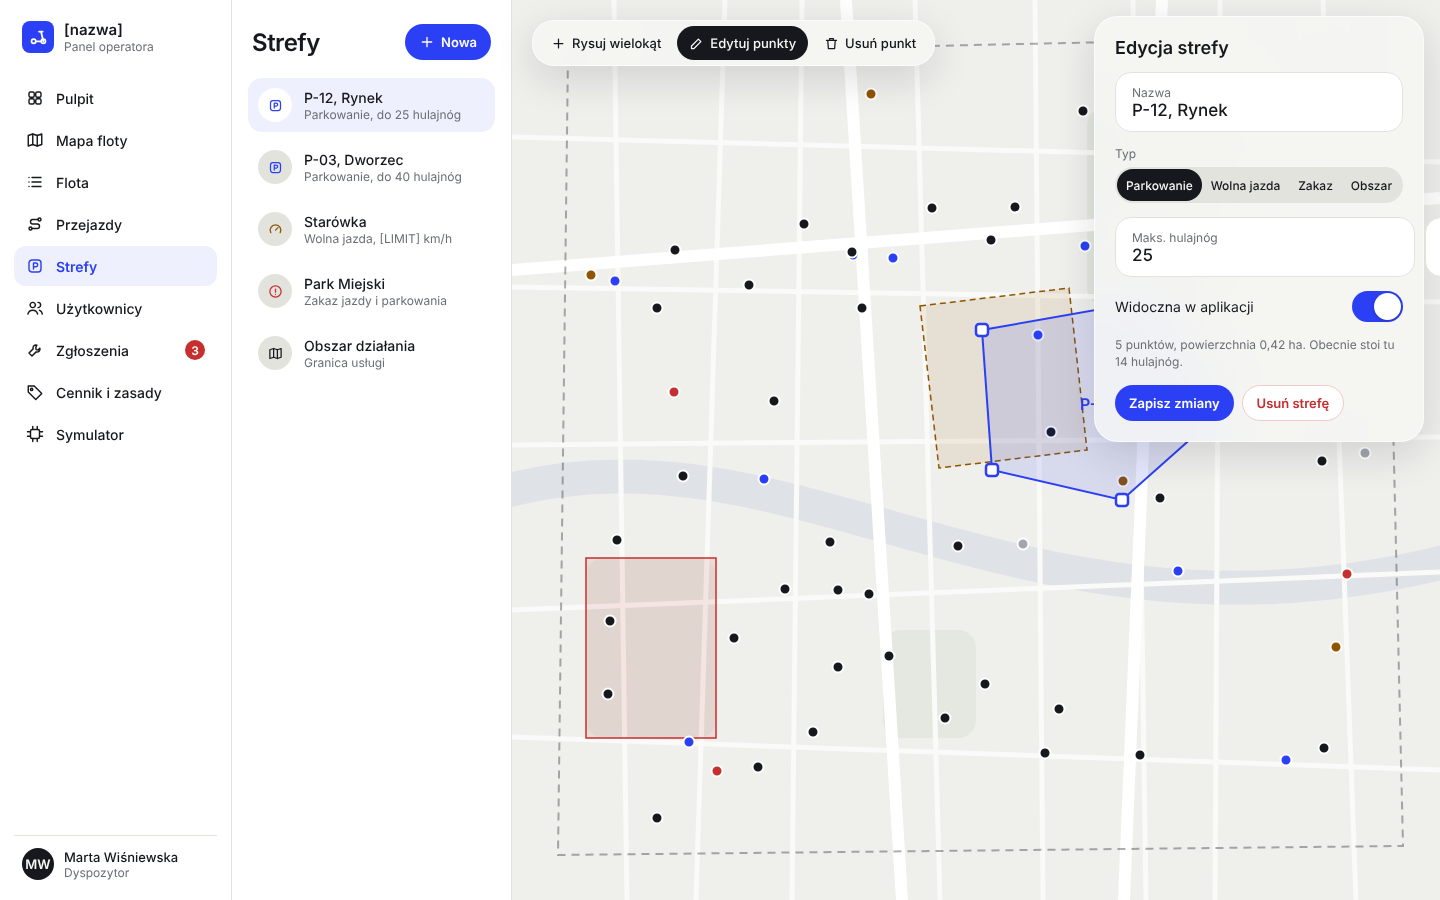 [nazwa]
Panel operatora
Pulpit
Mapa floty
Flota
Przejazdy
Strefy
Użytkownicy
Zgłoszenia 3
Cennik i zasady
Symulator
MW
Marta Wiśniewska
Dyspozytor
Strefy
Nowa
P-12, Rynek
Parkowanie, do 25 hulajnóg
P-03, Dworzec
Parkowanie, do 40 hulajnóg
Starówka
Wolna jazda, [LIMIT] km/h
Park Miejski
Zakaz jazdy i parkowania
Obszar działania
Granica usługi
Rysuj wielokąt
Edytuj punkty
Usuń punkt
P-
Edycja strefy
Nazwa
P-12, Rynek
Typ
Parkowanie Wolna jazda Zakaz Obszar
Maks. hulajnóg
25
Widoczna w aplikacji
5 punktów, powierzchnia 0,42 ha. Obecnie stoi tu
14 hulajnóg.
Zapisz zmiany
Usuń strefę